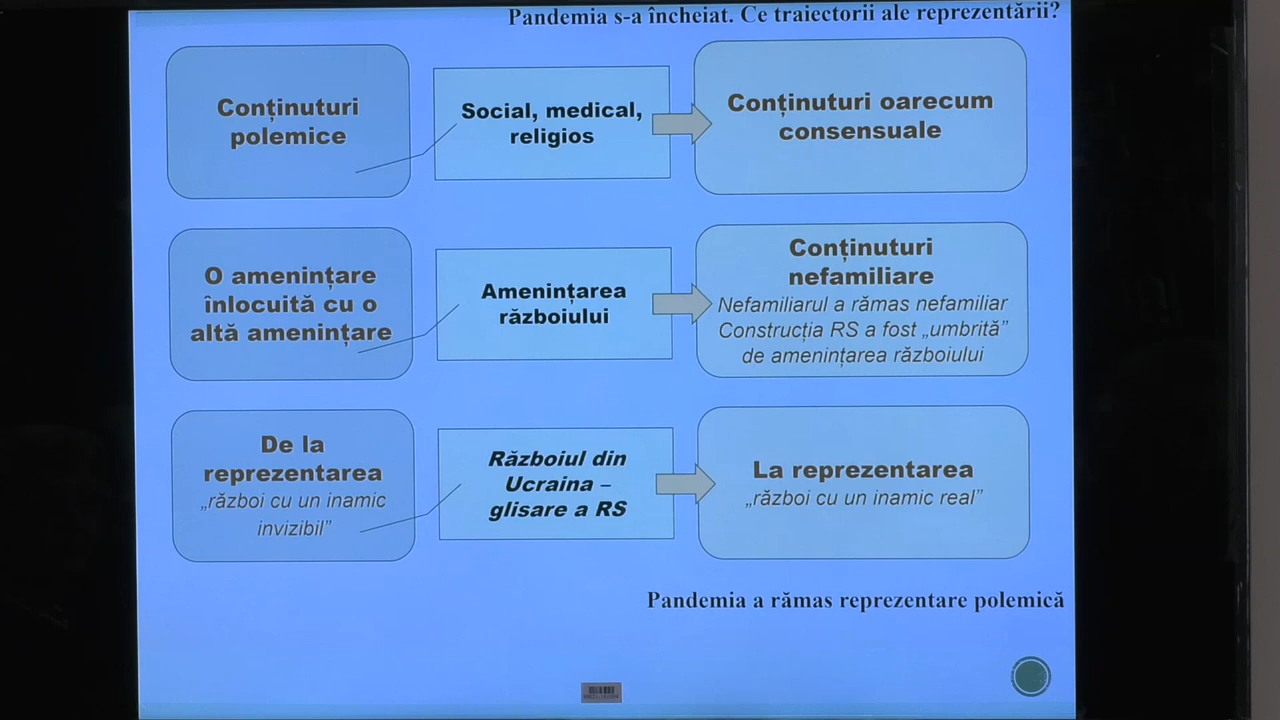 Pandemia s-a încheiat. Ce traiectorii ale reprezentării?
Conținuturi
polemice
Social, medical,
religios
Conținuturi oarecum
consensuale
O amenințare
înlocuită cu o
altă amenințare
Amenințarea
războiului
Conținuturi
nefamiliare
Nefamiliarul a rămas nefamiliar
Construcția RS a fost „umbrită”
de amenințarea războiului
De la
reprezentarea
„război cu un inamic
invizibil”
Războiul din
Ucraina –
glisare a RS
La reprezentarea
„război cu un inamic real”
Pandemia a rămas reprezentare polemică